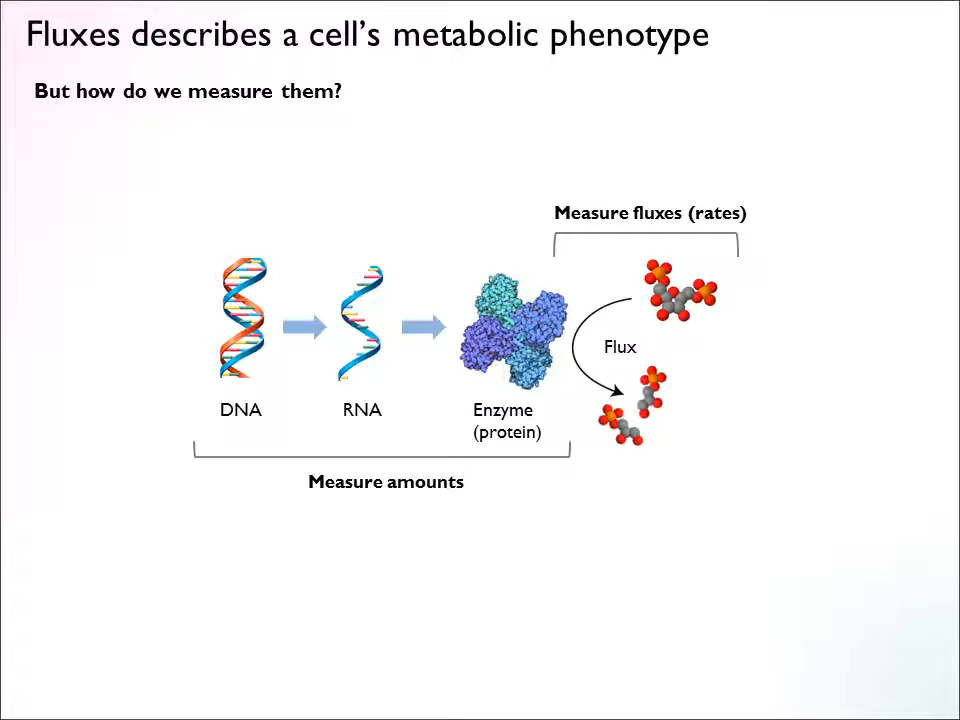 Fluxes describes a cell's metabolic phenotype
But how do we measure them?
Measure fluxes (rates)
Flux
DNA
RNA
Enzyme
(protein)
Measure amounts